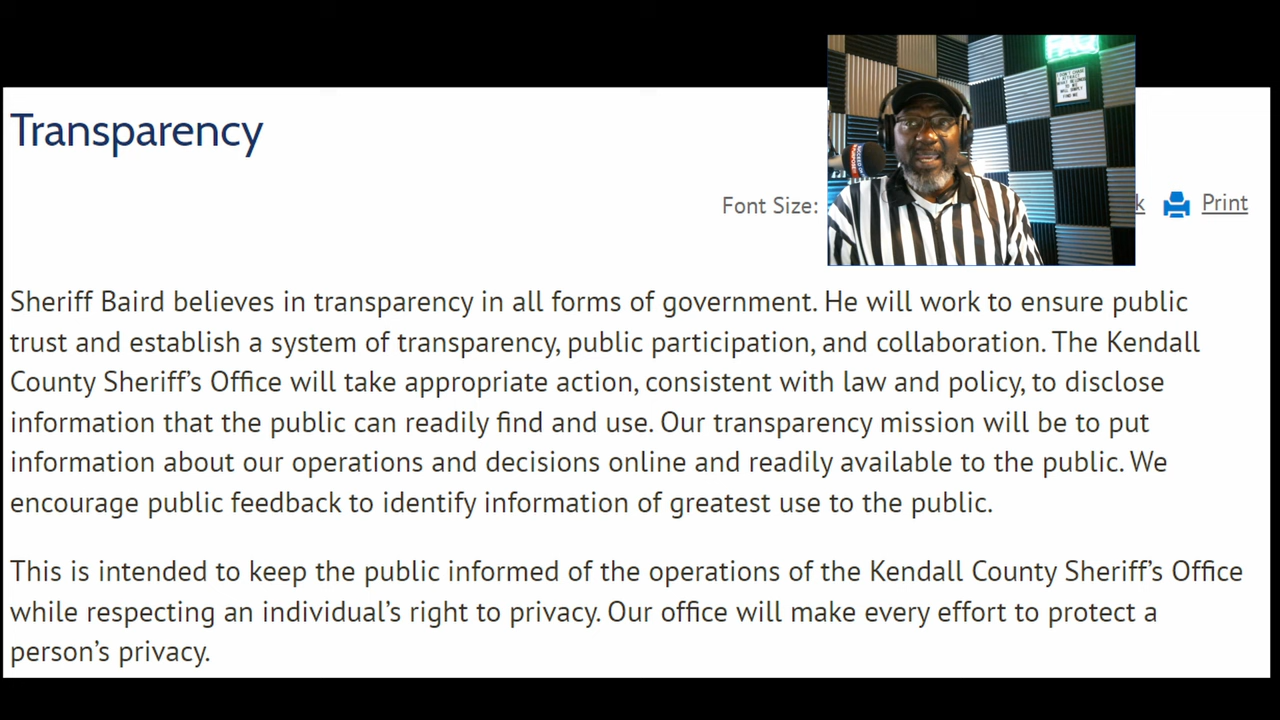 Transparency
Font Size:
k
Print
Sheriff Baird believes in transparency in all forms of government. He will work to ensure public
trust and establish a system of transparency, public participation, and collaboration. The Kendall
County Sheriff’s Office will take appropriate action, consistent with law and policy, to disclose
information that the public can readily find and use. Our transparency mission will be to put
information about our operations and decisions online and readily available to the public. We
encourage public feedback to identify information of greatest use to the public.
This is intended to keep the public informed of the operations of the Kendall County Sheriff’s Office
while respecting an individual’s right to privacy. Our office will make every effort to protect a
person’s privacy.